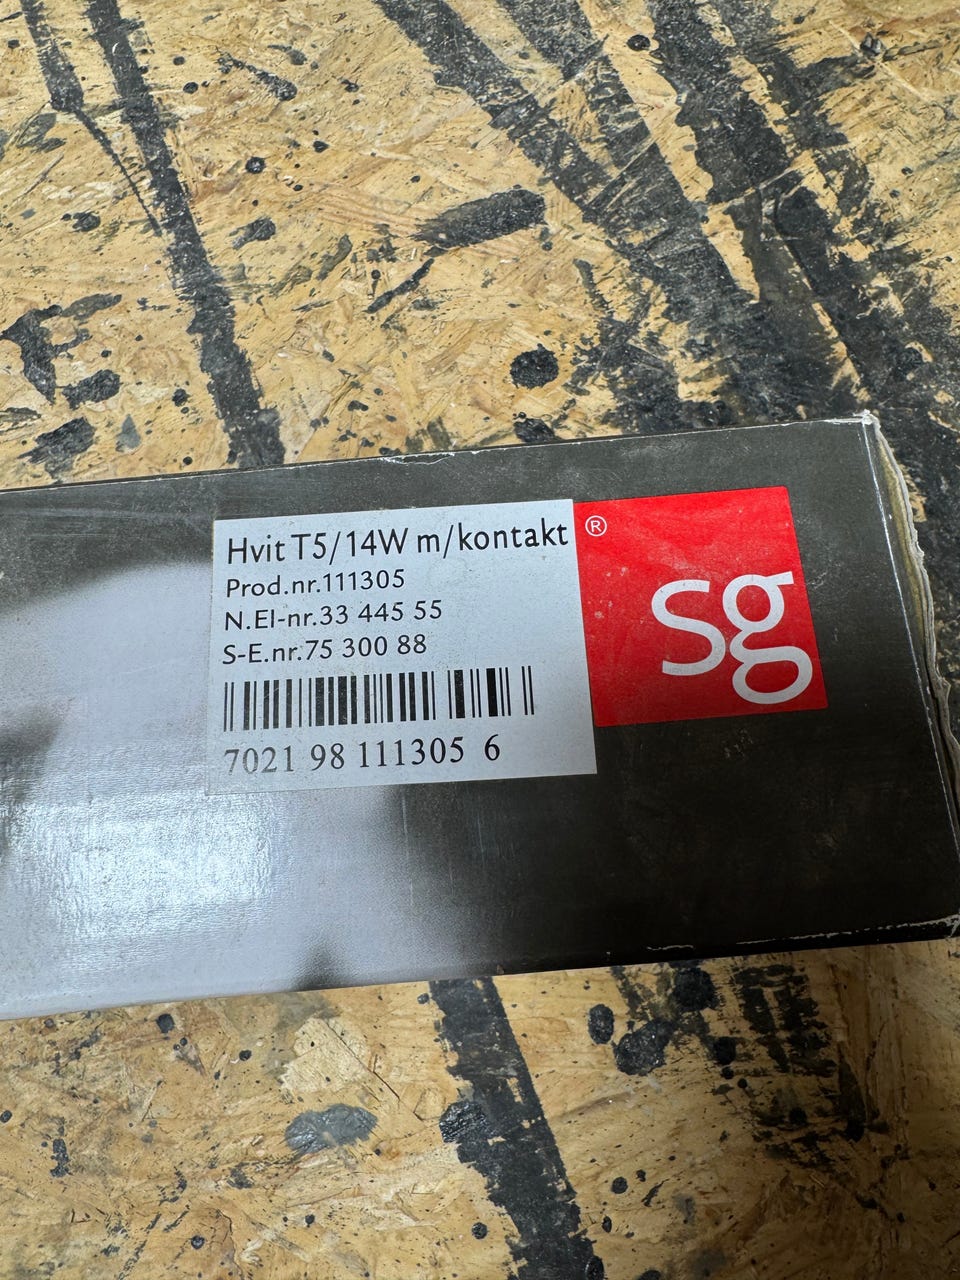 Hvit T5/14W m/kontakt
Prod.nr.111305
N.El-nr.33 445 55
S-E.nr.75 300 88
7021 98 111305 6
®
sg